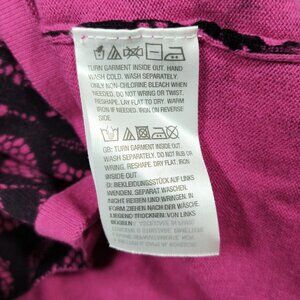 TURN GARMENT INSIDE OUT. HAND
WASH COLD. WASH SEPARATELY.
ONLY NON-CHLORINE BLEACH WHEN
NEEDED. DO NOT WRING OR TWIST.
RESHAPE. LAY FLAT TO DRY. WARM
IRON IF NEEDED. IRON ON REVERSE
SIDE.
GB: TURN GARMENT INSIDE OUT.
WASH SEPARATELY. DO NOT RUB OR
WRING. RESHAPE. DRY FLAT, IRON
INSIDE OUT
D: BEKLEIDUNGSSTÜCK AUF LINKS
WENDEN. SEPARAT WASCHEN.
NICHT REIBEN UND WRINGEN. IN
FORM ZIEHEN NACH DER WÄSCHE.
LIEGEND TROCKNEN. VON LINKS
BÜGELN